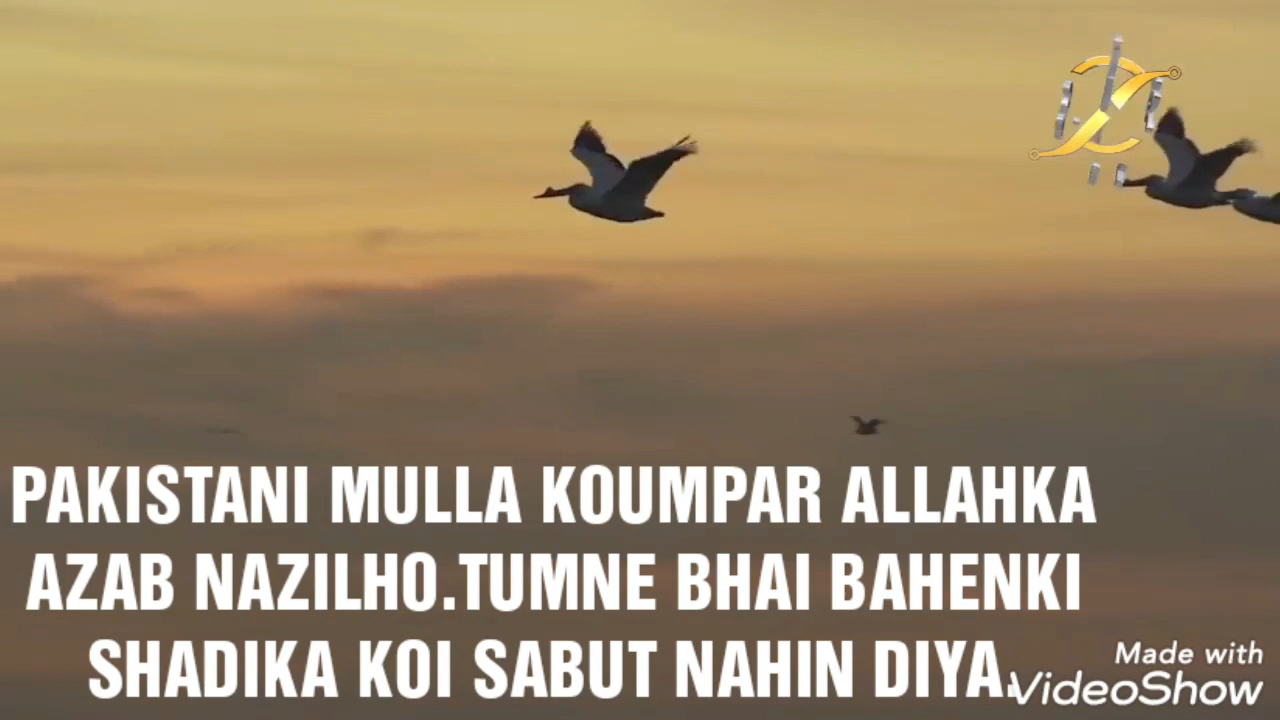 PAKISTANI MULLA KOUMPAR ALLAHKA
AZAB NAZILHO.TUMNE BHAI BAHENKI
SHADIKA KOI SABUT NAHIN DIYA.
Made with
VideoShow